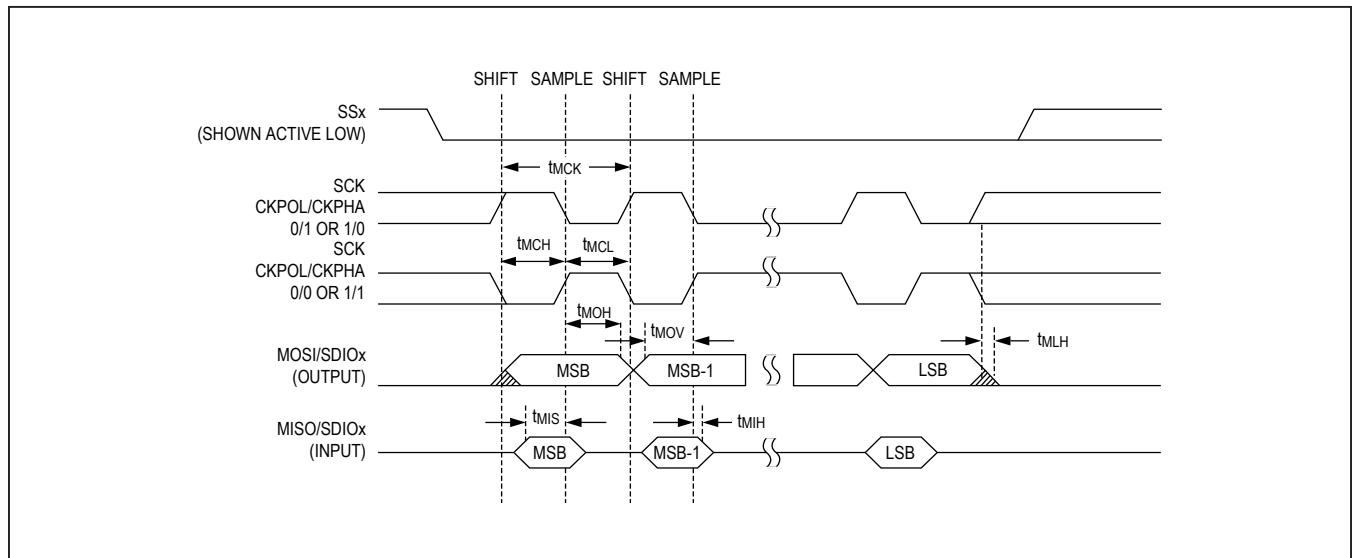 SHIFT SAMPLE SHIFT SAMPLE
SSx
(SHOWN ACTIVE LOW)
tMCK
SCK
CKPOL/CKPHA
0/1 OR 1/0
tMCH tMCL
SCK
CKPOL/CKPHA
0/0 OR 1/1
tMOH
tMOV
tMLH
MOSI/SDIOx
(OUTPUT)
MSB MSB-1 LSB
tMIS
tMIH
MISO/SDIOx
(INPUT)
MSB MSB-1 LSB